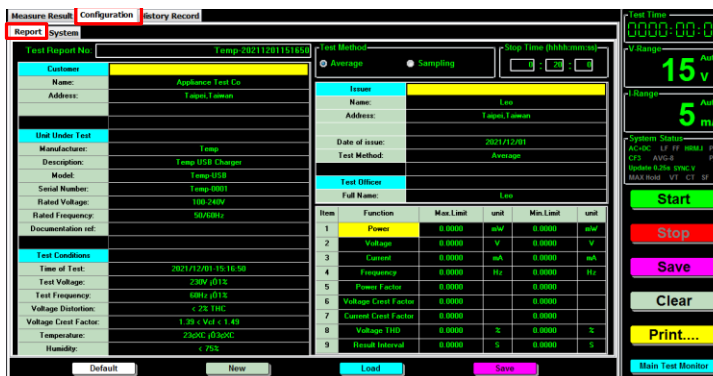 Measure Result Configuration History Record
Report System
Test Report No. Temp-20211201151650
Customer
Name: Appliance Test Co
Address: Taipei,Taiwan
Unit Under Test
Manufacturer: Temp
Description: Temp USB Charger
Model: Temp-USB
Serial Number: Temp-0001
Rated Voltage: 100-240V
Rated Frequency: 50/60Hz
Documentation ref:
Test Conditions
Time of Test: 2021/12/01-15:16:50
Test Voltage: 230V ¡Ó1%
Test Frequency: 60Hz ¡Ó1%
Voltage Distortion: < 2% THC
Voltage Crest Factor: 1.39 < Vcf < 1.49
Temperature: 23¢XC ¡Ó3¢XC
Humidity: < 75%
Default New Load Save
Test Method
Average Sampling
Stop Time (hhhh:mm:ss)
0 : 20 : 0
Issuer
Name: Leo
Address: Taipei,Taiwan
Date of issue: 2021/12/01
Test Method: Average
Test Officer
Full Name: Leo
Item Function Max.Limit unit Min.Limit unit
1 Power 0.0000 mW 0.0000 mW
2 Voltage 0.0000 V 0.0000 V
3 Current 0.0000 mA 0.0000 mA
4 Frequency 0.0000 Hz 0.0000 Hz
5 Power Factor 0.0000 0.0000
6 Voltage Crest Factor 0.0000 0.0000
7 Current Crest Factor 0.0000 0.0000
8 Voltage THD 0.0000 % 0.0000 %
9 Result Interval 0.0000 S 0.0000 S
Test Time
0000:00:0
V-Range
Aut
15 V
I-Range
Aut
5 m
System Status
AC+DC LF FF HRMJ P
CF3 AVG-8 P
Update 0.25s SYNC V
MAX Hold VT CT SF
Start
Stop
Save
Clear
Print....
Main Test Monitor